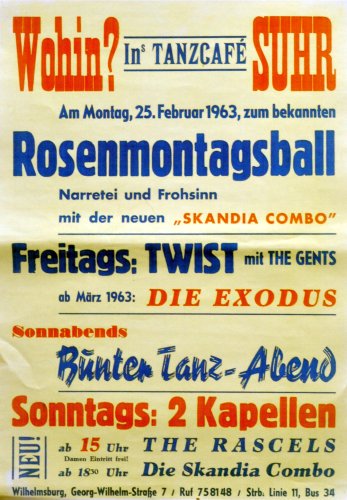 Wohin? Ins TANZCAFÉ SUHR
Am Montag, 25. Februar 1963, zum bekannten
Rosenmontagsball
Narretei und Frohsinn
mit der neuen „SKANDIA COMBO”
Freitags: TWIST mit THE GENTS
ab März 1963: DIE EXODUS
Sonnabends
Bunter Tanz-Abend
Sonntags: 2 Kapellen
NEU! ab 15 Uhr THE RASCELS
Damen Eintritt frei!
ab 18³⁰ Uhr Die Skandia Combo
Wilhelmsburg, Georg-Wilhelm-Straße 7 / Ruf 758148 / Strb. Linie 11, Bus 34